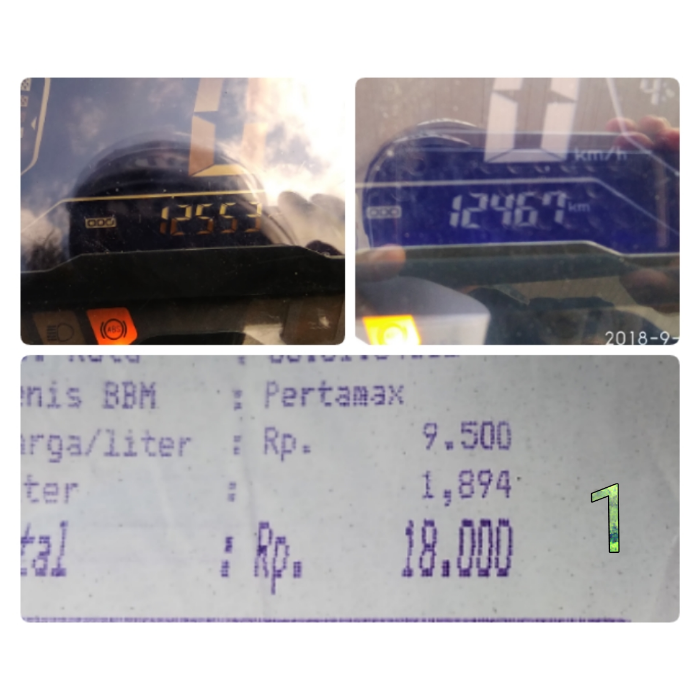 12553
km/h
12467 km
2018-9-
enis BBM : Pertamax
arga/liter : Rp. 9.500
ter : 1,894
tal : Rp. 18.000
1